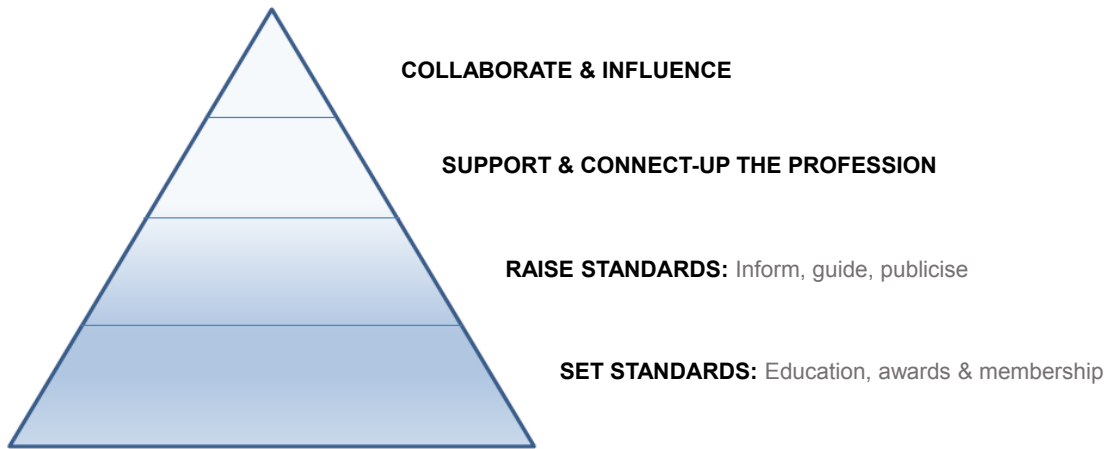 COLLABORATE & INFLUENCE
SUPPORT & CONNECT-UP THE PROFESSION
RAISE STANDARDS: Inform, guide, publicise
SET STANDARDS: Education, awards & membership